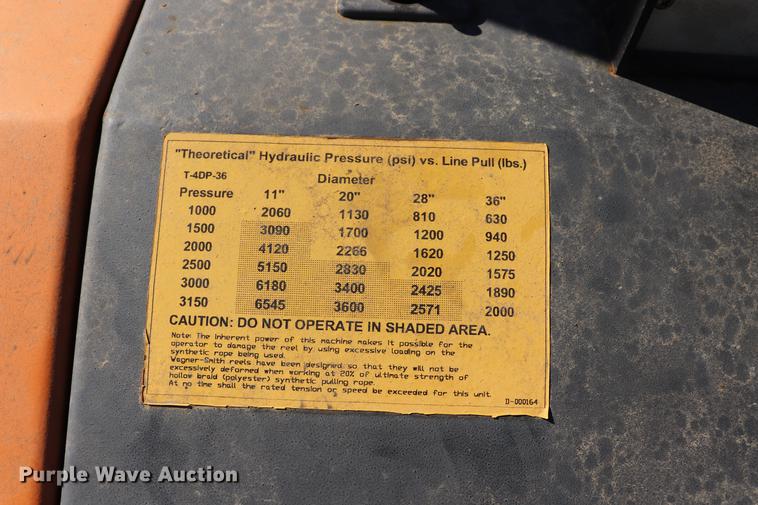 "Theoretical" Hydraulic Pressure (psi) vs. Line Pull (lbs.)
T-4DP-36 Diameter
Pressure 11" 20" 28" 36"
1000 2060 1130 810 630
1500 3090 1700 1200 940
2000 4120 2266 1620 1250
2500 5150 2830 2020 1575
3000 6180 3400 2425 1890
3150 6545 3600 2571 2000
CAUTION: DO NOT OPERATE IN SHADED AREA.
Note: The inherent power of this machine makes it possible for the
operator to damage the reel by using excessive loading on the
synthetic rope being used.
Wagner-Smith reels have been designed so that they will not be
excessively deformed when working at 20% of ultimate strength of
hollow braid (polyester) synthetic pulling rope.
At no time shall the rated tension or speed be exceeded for this unit.
D-000164
Purple Wave Auction